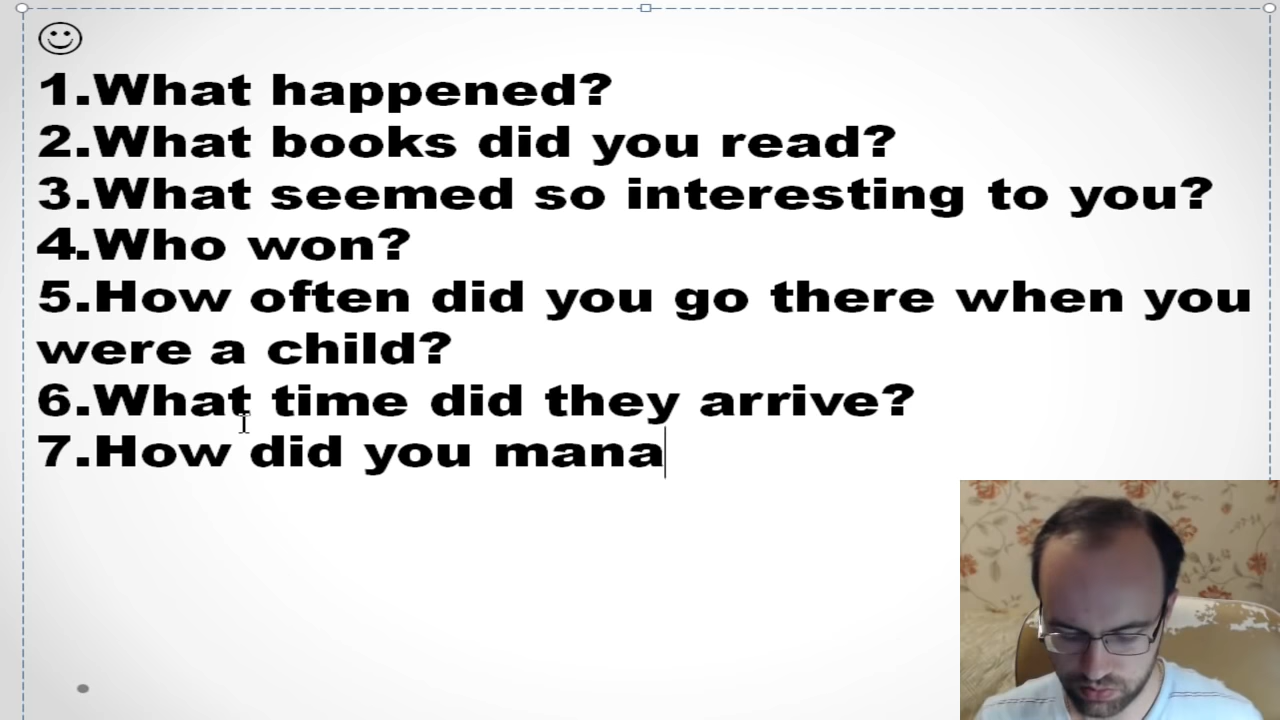 ☺
1.What happened?
2.What books did you read?
3.What seemed so interesting to you?
4.Who won?
5.How often did you go there when you
were a child?
6.What time did they arrive?
7.How did you mana